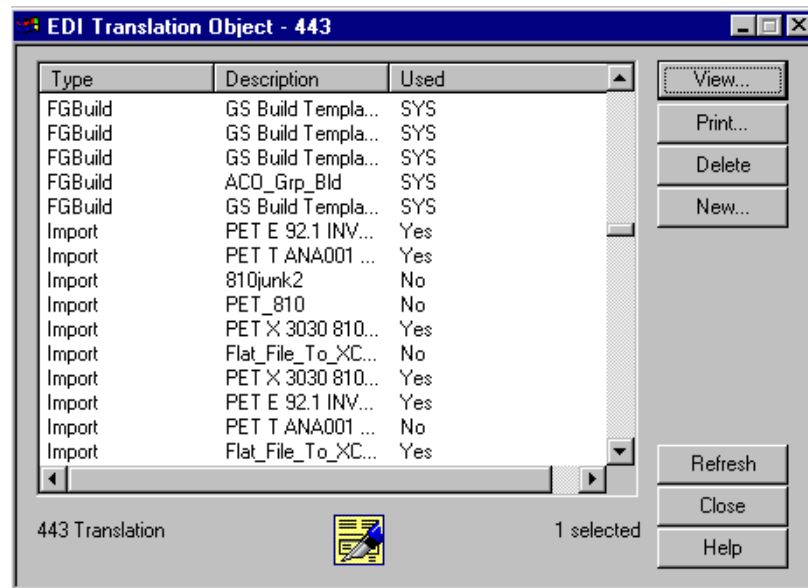 EDI Translation Object - 443
Type Description Used
FGBuild GS Build Templa... SYS
FGBuild GS Build Templa... SYS
FGBuild GS Build Templa... SYS
FGBuild ACO_Grp_Bld SYS
FGBuild GS Build Templa... SYS
Import PET E 92.1 INV... Yes
Import PET T ANA001 ... Yes
Import 810junk2 No
Import PET_810 No
Import PET X 3030 810... Yes
Import Flat_File_To_XC... No
Import PET X 3030 810... Yes
Import PET E 92.1 INV... Yes
Import PET T ANA001 ... No
Import Flat_File_To_XC... Yes
443 Translation 1 selected
View...
Print...
Delete
New...
Refresh
Close
Help